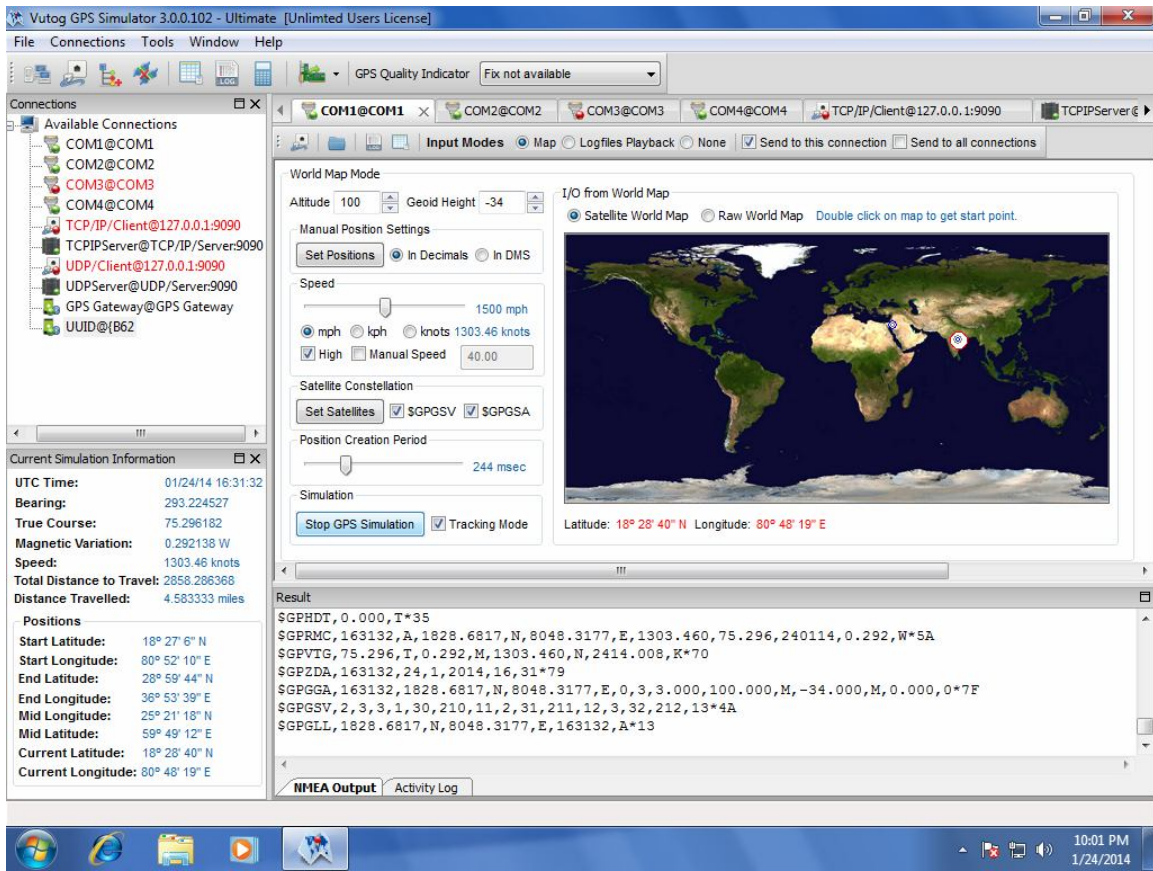 Vutog GPS Simulator 3.0.0.102 - Ultimate [Unlimted Users License]
File Connections Tools Window Help
LOG GPS Quality Indicator Fix not available
Connections
Available Connections
COM1@COM1
COM2@COM2
COM3@COM3
COM4@COM4
TCP/IP/Client@127.0.0.1:9090
TCPIPServer@TCP/IP/Server:9090
UDP/Client@127.0.0.1:9090
UDPServer@UDP/Server:9090
GPS Gateway@GPS Gateway
UUID@{B62
Current Simulation Information
UTC Time: 01/24/14 16:31:32
Bearing: 293.224527
True Course: 75.296182
Magnetic Variation: 0.292138 W
Speed: 1303.46 knots
Total Distance to Travel: 2858.286368
Distance Travelled: 4.583333 miles
Positions
Start Latitude: 18º 27' 6" N
Start Longitude: 80º 52' 10" E
End Latitude: 28º 59' 44" N
End Longitude: 36º 53' 39" E
Mid Longitude: 25º 21' 18" N
Mid Latitude: 59º 49' 12" E
Current Latitude: 18º 28' 40" N
Current Longitude: 80º 48' 19" E
COM1@COM1 COM2@COM2 COM3@COM3 COM4@COM4 TCP/IP/Client@127.0.0.1:9090 TCPIPServer@
Input Modes Map Logfiles Playback None Send to this connection Send to all connections
World Map Mode
Altitude 100 Geoid Height -34
Manual Position Settings
Set Positions In Decimals In DMS
Speed
1500 mph
mph kph knots 1303.46 knots
High Manual Speed 40.00
Satellite Constellation
Set Satellites $GPGSV $GPGSA
Position Creation Period
244 msec
Simulation
Stop GPS Simulation Tracking Mode
I/O from World Map
Satellite World Map Raw World Map Double click on map to get start point.
Latitude: 18º 28' 40" N Longitude: 80º 48' 19" E
Result
$GPHDT,0.000,T*35
$GPRMC,163132,A,1828.6817,N,8048.3177,E,1303.460,75.296,240114,0.292,W*5A
$GPVTG,75.296,T,0.292,M,1303.460,N,2414.008,K*70
$GPZDA,163132,24,1,2014,16,31*79
$GPGGA,163132,1828.6817,N,8048.3177,E,0,3,3.000,100.000,M,-34.000,M,0.000,0*7F
$GPGSV,2,3,3,1,30,210,11,2,31,211,12,3,32,212,13*4A
$GPGLL,1828.6817,N,8048.3177,E,163132,A*13
NMEA Output Activity Log
10:01 PM
1/24/2014